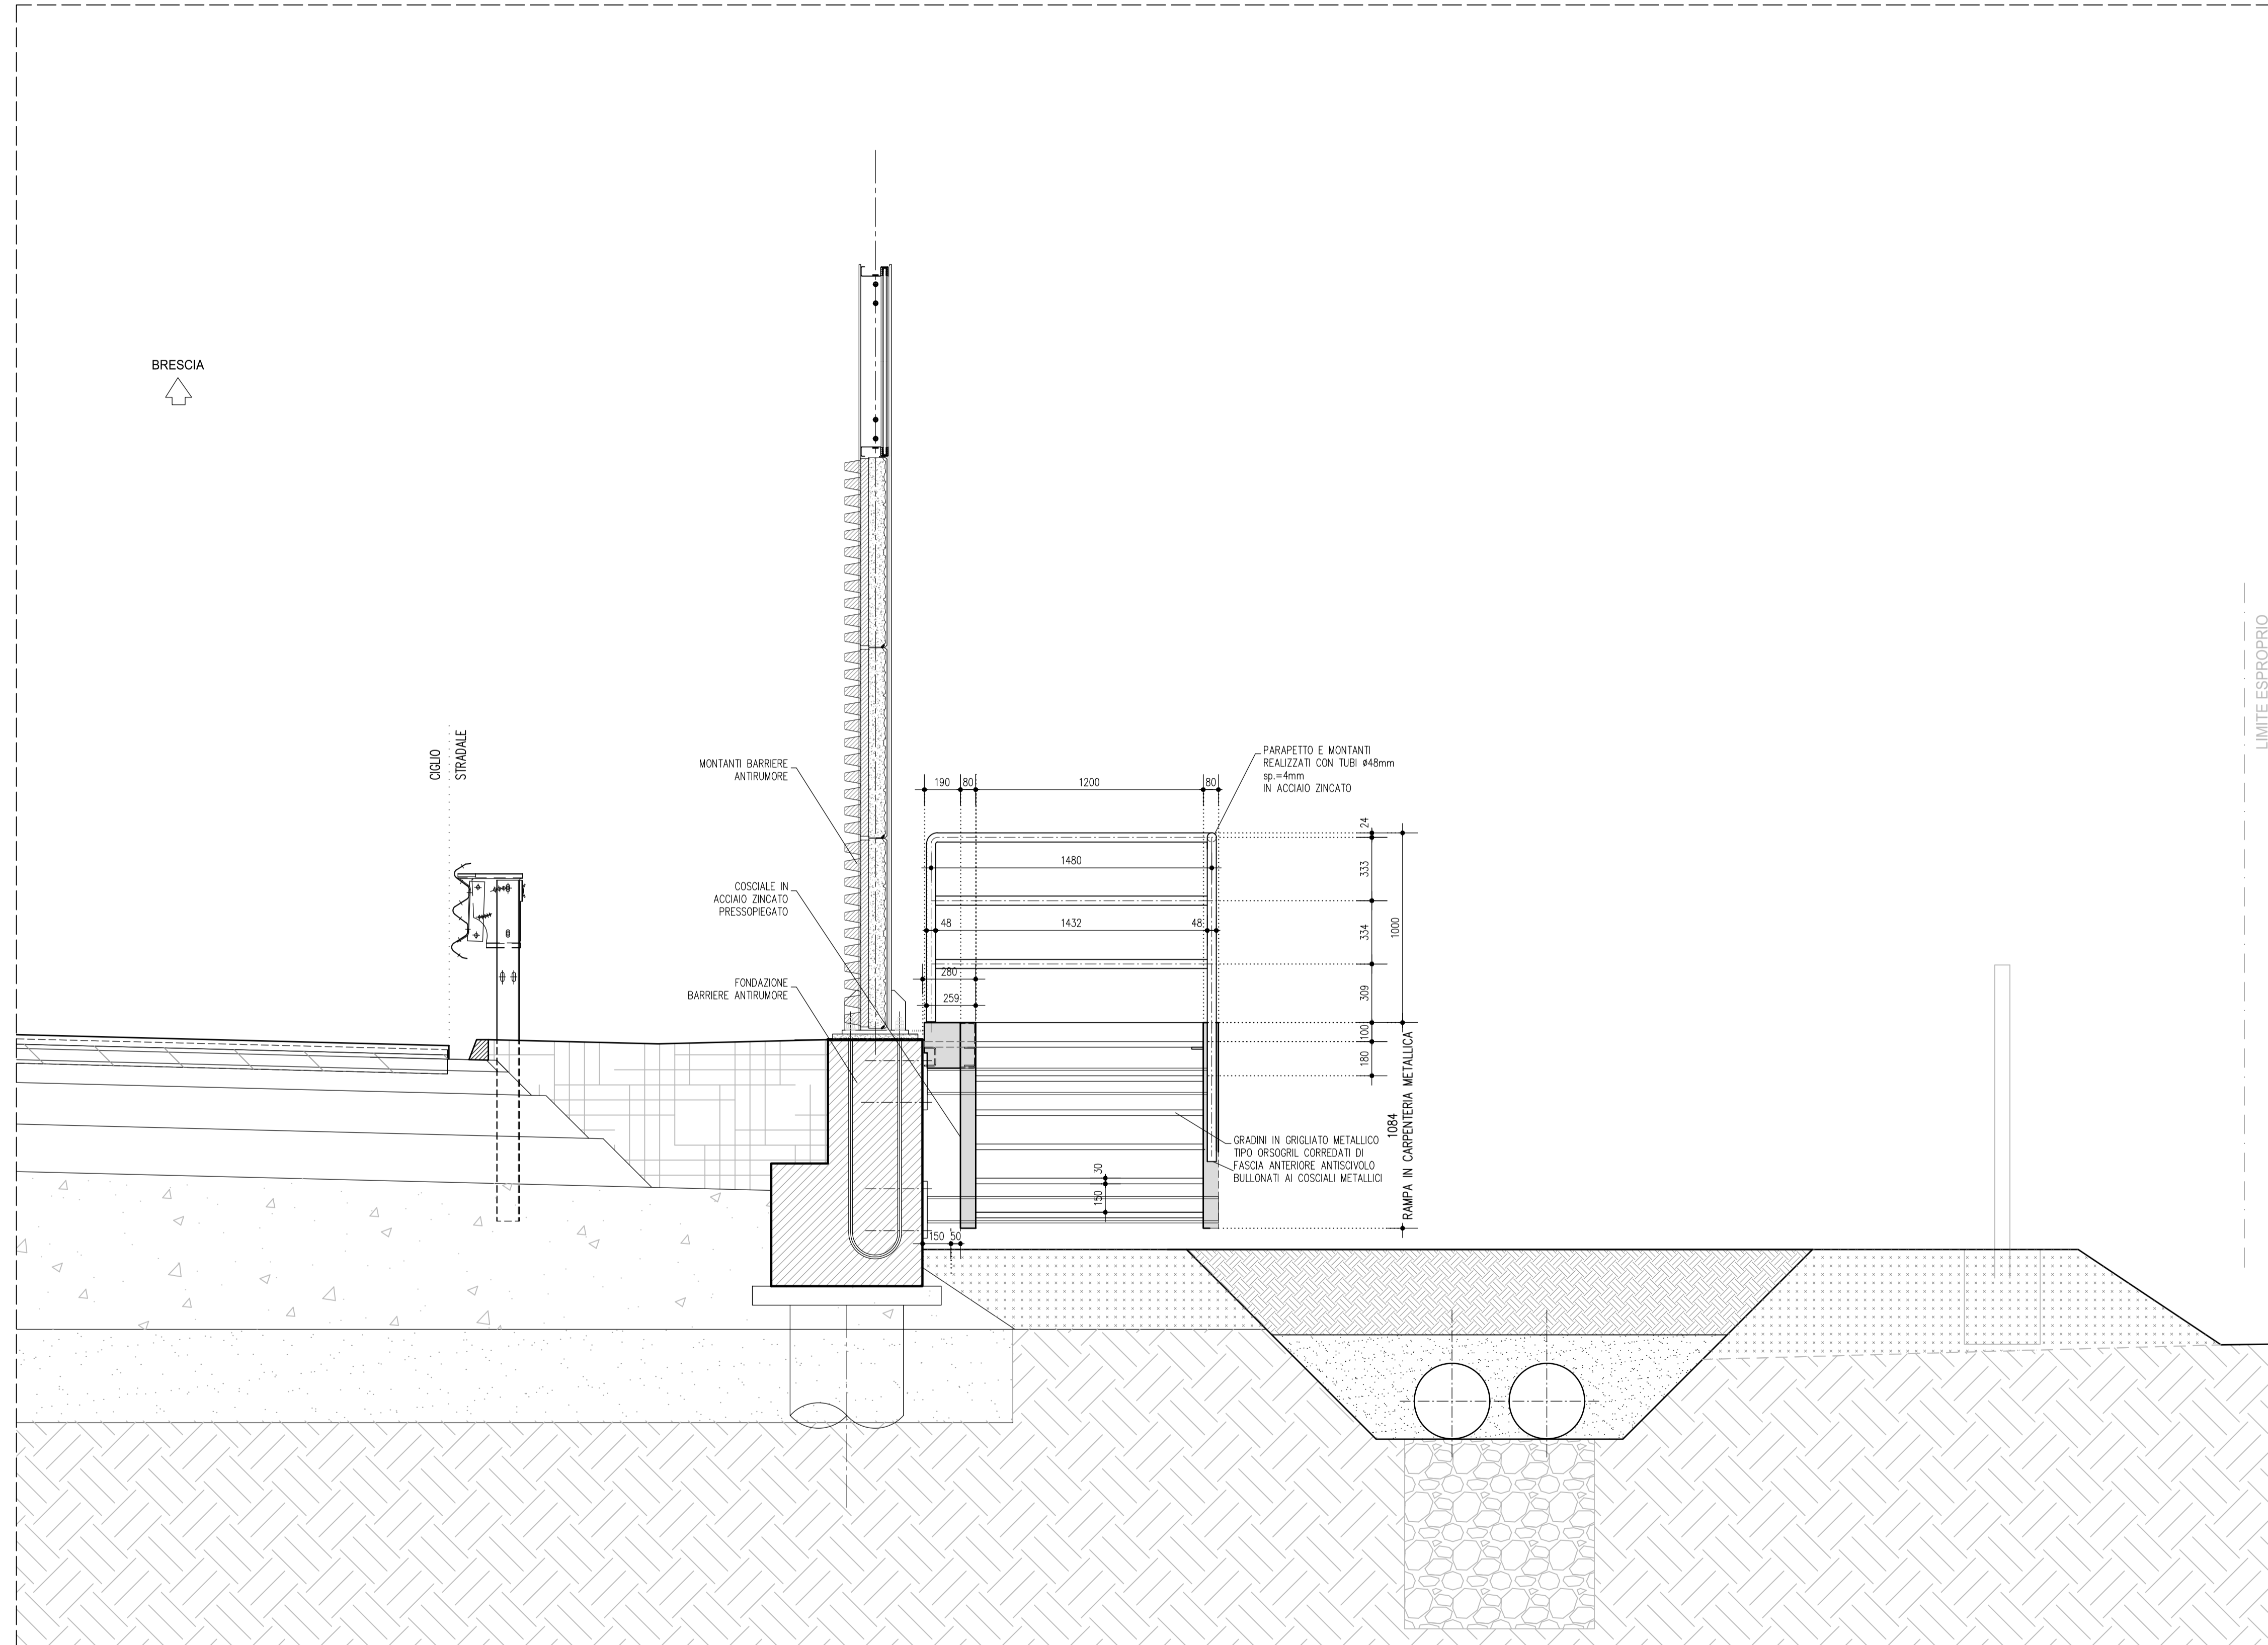 BRESCIA
LIMITE ESPROPRIO
CIGLIO
STRADALE
MONTANTI BARRIERE
ANTIRUMORE
PARAPETTO E MONTANTI
REALIZZATI CON TUBI ø48mm
sp.=4mm
IN ACCIAIO ZINCATO
190
80
1200
80
24
1480
333
COSCIALE IN
ACCIAIO ZINCATO
PRESSOPIEGATO
48
1432
48
334
1000
280
FONDAZIONE
BARRIERE ANTIRUMORE
259
309
100
180
1084
RAMPA IN CARPENTERIA METALLICA
GRADINI IN GRIGLIATO METALLICO
TIPO ORSOGRIL CORREDATI DI
FASCIA ANTERIORE ANTISCIVOLO
BULLONATI AI COSCIALI METALLICI
30
150
150
50